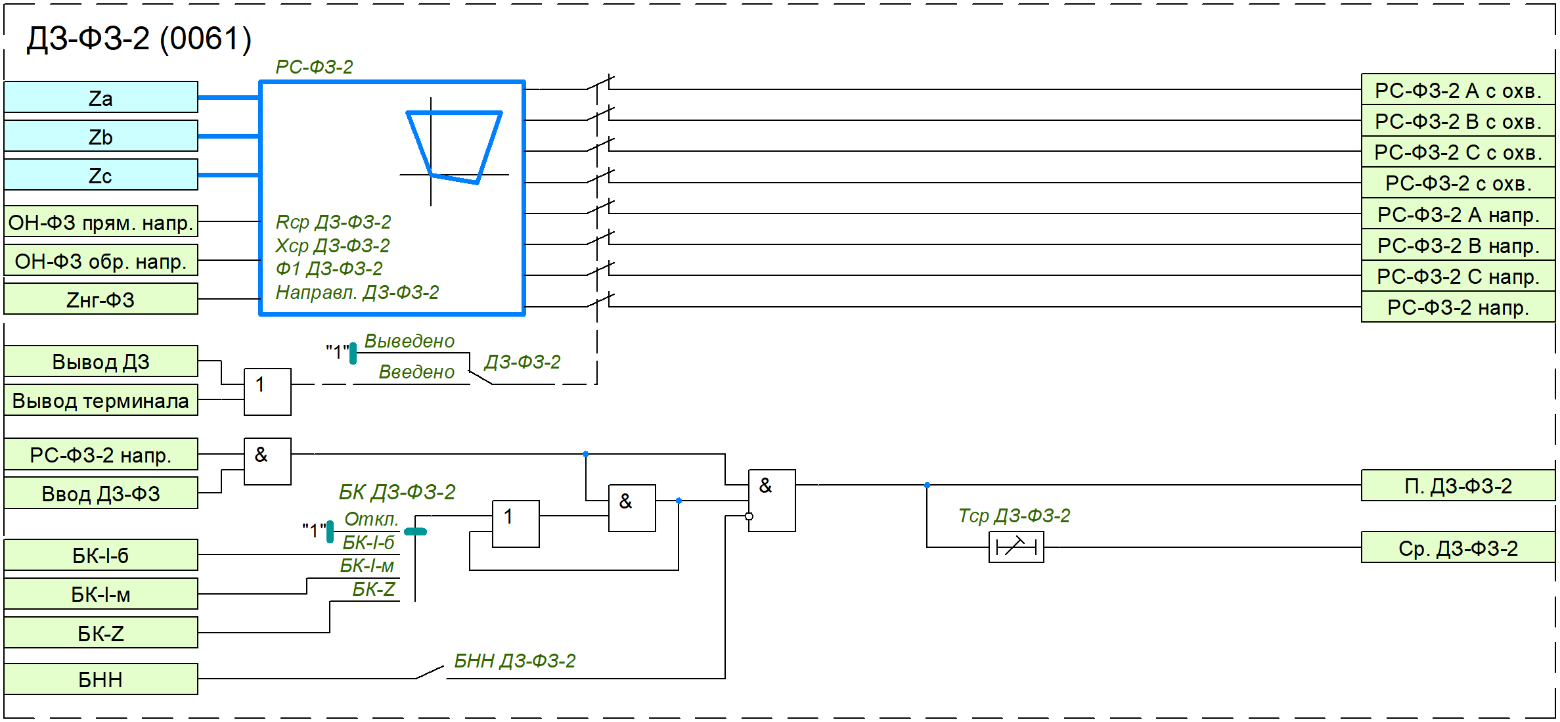 ДЗ-ФЗ-2 (0061)
РС-ФЗ-2
Za
Zb
Zc
ОН-ФЗ прям. напр.
ОН-ФЗ обр. напр.
Zнг-ФЗ
Rср ДЗ-ФЗ-2
Xср ДЗ-ФЗ-2
Ф1 ДЗ-ФЗ-2
Направл. ДЗ-ФЗ-2
РС-ФЗ-2 А с охв.
РС-ФЗ-2 В с охв.
РС-ФЗ-2 С с охв.
РС-ФЗ-2 с охв.
РС-ФЗ-2 А напр.
РС-ФЗ-2 В напр.
РС-ФЗ-2 С напр.
РС-ФЗ-2 напр.
Вывод ДЗ
Вывод терминала
1
"1"
Выведено
Введено
ДЗ-ФЗ-2
РС-ФЗ-2 напр.
Ввод ДЗ-ФЗ
&
БК ДЗ-ФЗ-2
"1"
Откл.
БК-I-б
БК-I-м
БК-Z
1
&
&
БК-I-б
БК-I-м
БК-Z
БНН
БНН ДЗ-ФЗ-2
Тср ДЗ-ФЗ-2
П. ДЗ-ФЗ-2
Ср. ДЗ-ФЗ-2